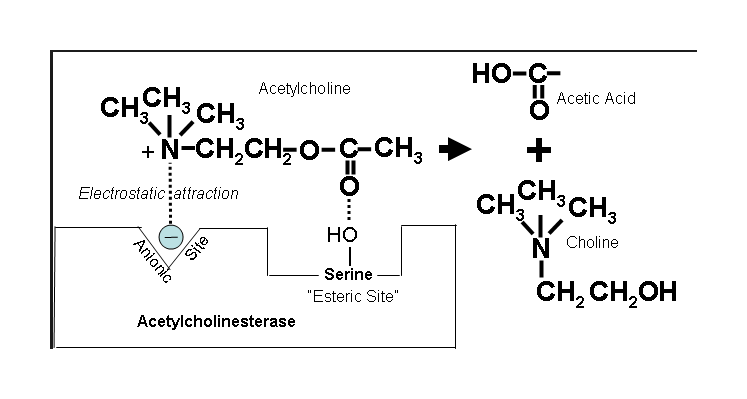 Acetylcholine
CH₃ CH₃ CH₃
+ N–CH₂CH₂–O–C–CH₃
O
Electrostatic attraction
–
Anionic Site
HO
Serine
"Esteric Site"
Acetylcholinesterase
HO–C–
O
Acetic Acid
+
CH₃ CH₃ CH₃
N
Choline
CH₂ CH₂OH